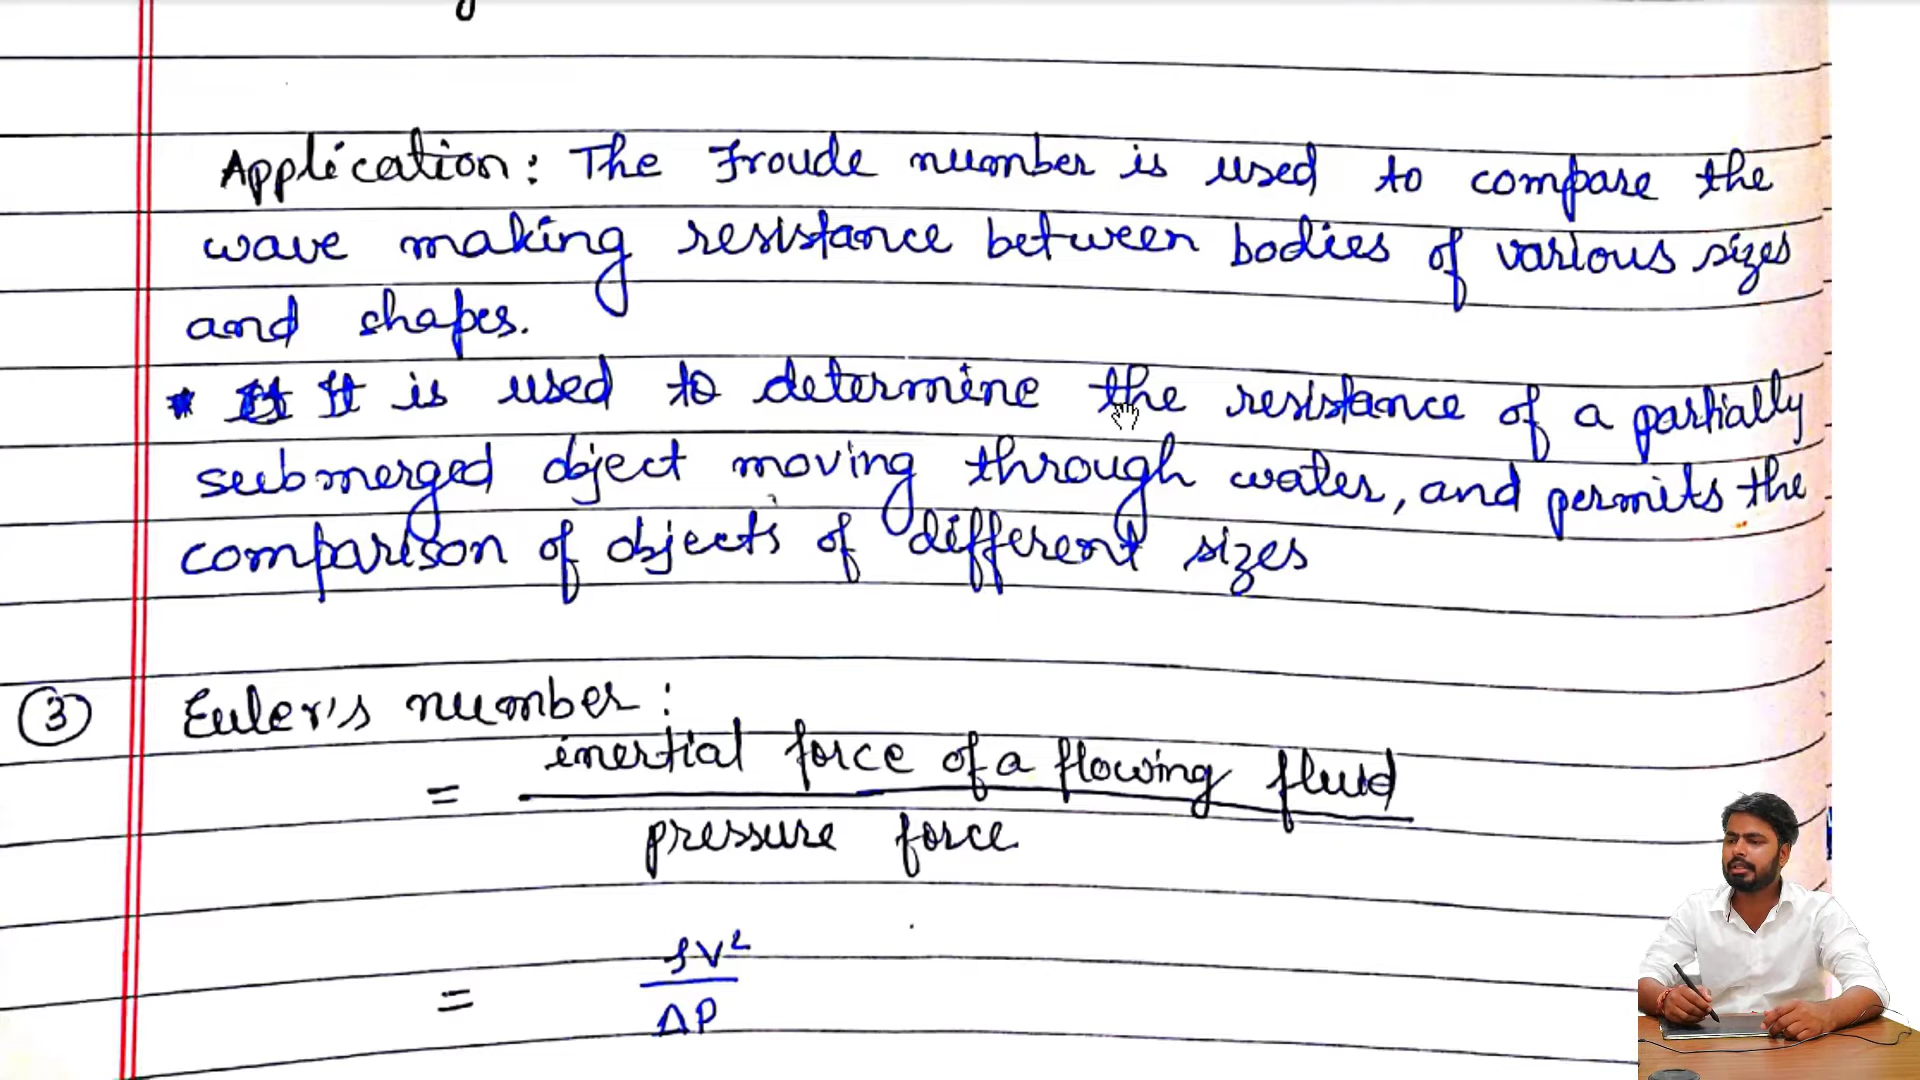 Application: The Froude number is used to compare the
wave making resistance between bodies of various sizes
and shapes.
* It is used to determine the resistance of a partially
submerged object moving through water, and permits the
comparison of objects of different sizes
③ Euler's number:
= inertial force of a flowing fluid
pressure force
= ρV²
ΔP